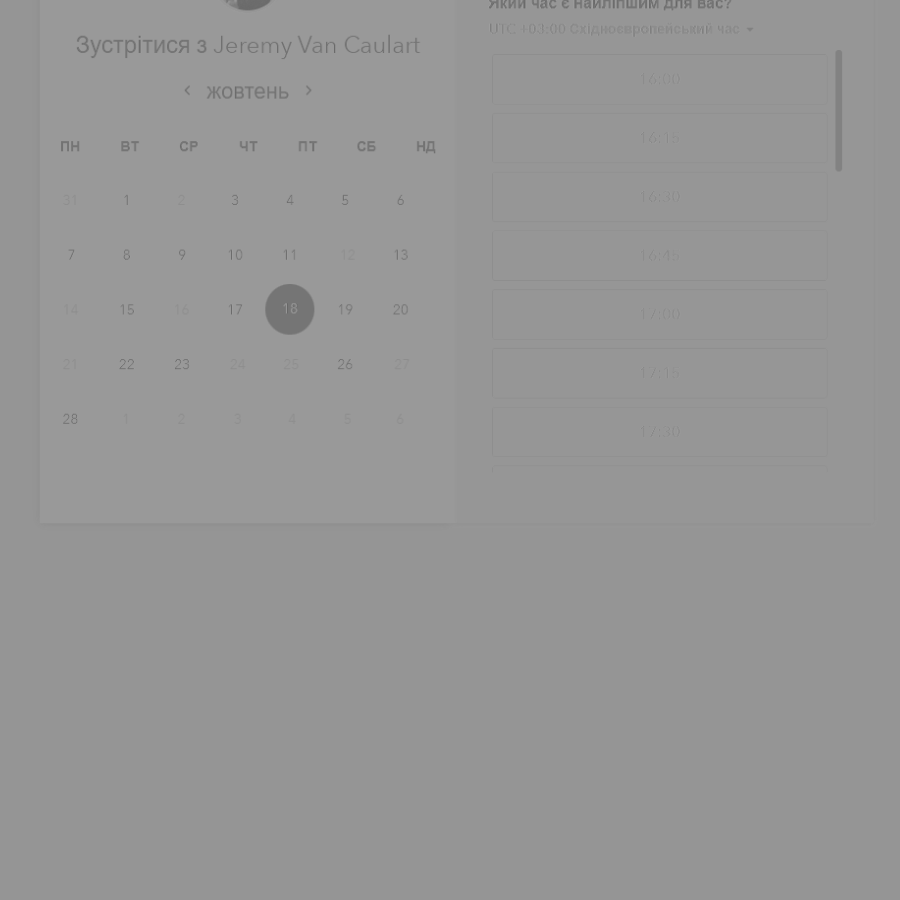 Зустрітися з Jeremy Van Caulart
< жовтень >
ПН ВТ СР ЧТ ПТ СБ НД
31 1 2 3 4 5 6
7 8 9 10 11 12 13
14 15 16 17 18 19 20
21 22 23 24 25 26 27
28 1 2 3 4 5 6
Який час є найліпшим для вас?
UTC +03:00 Східноєвропейський час
16:00
16:15
16:30
16:45
17:00
17:15
17:30